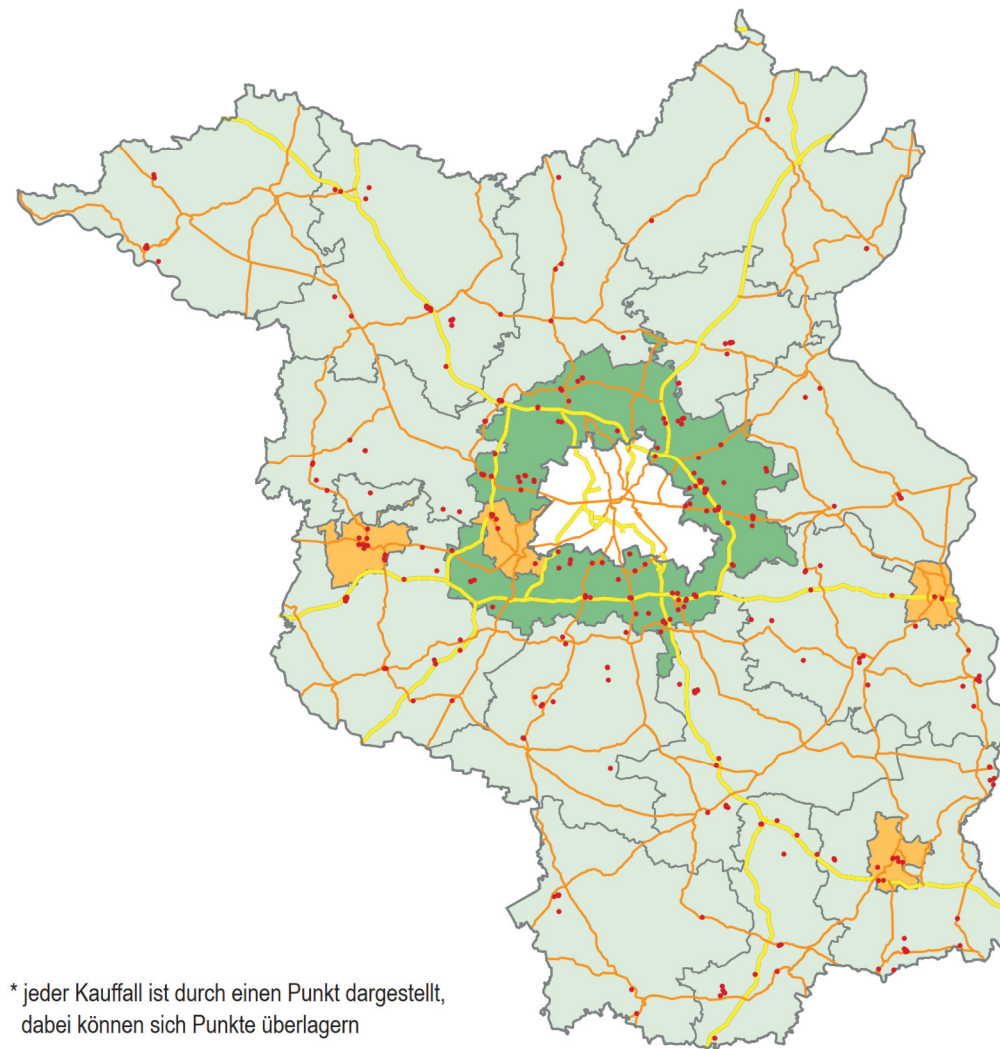 * jeder Kauffall ist durch einen Punkt dargestellt,
dabei können sich Punkte überlagern